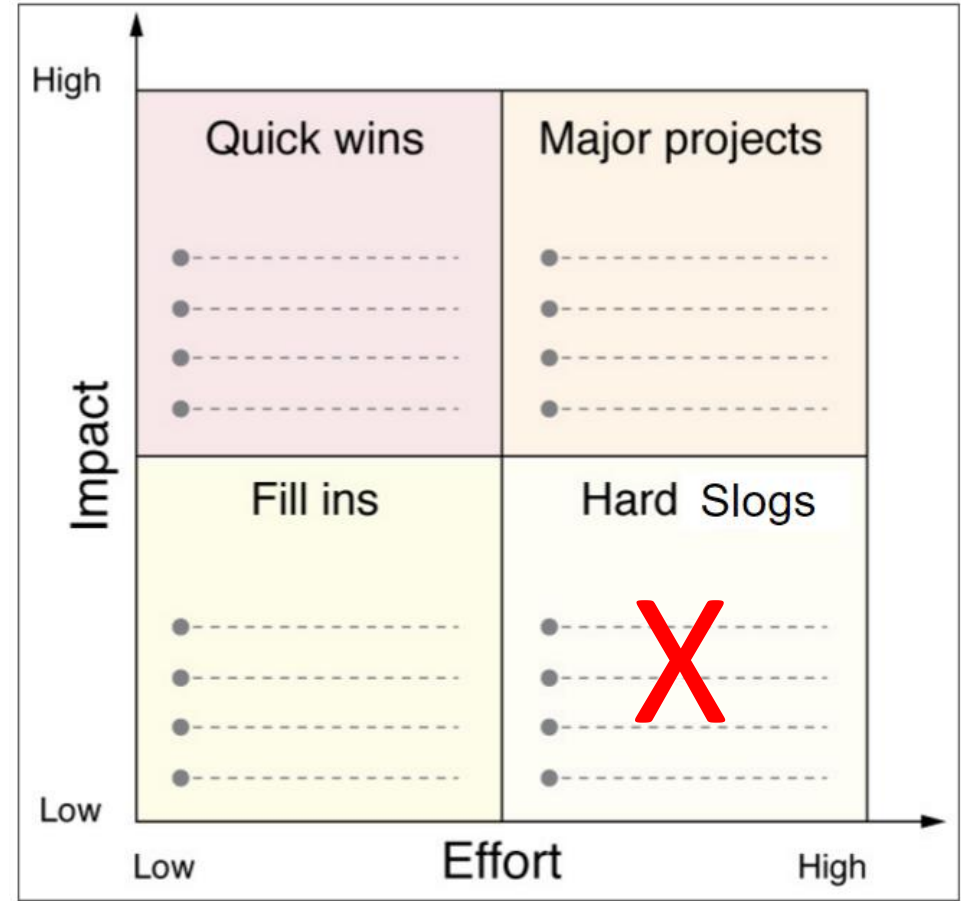 High
Quick wins
Major projects
Impact
Fill ins
Hard Slogs
X
Low
Low
Effort
High